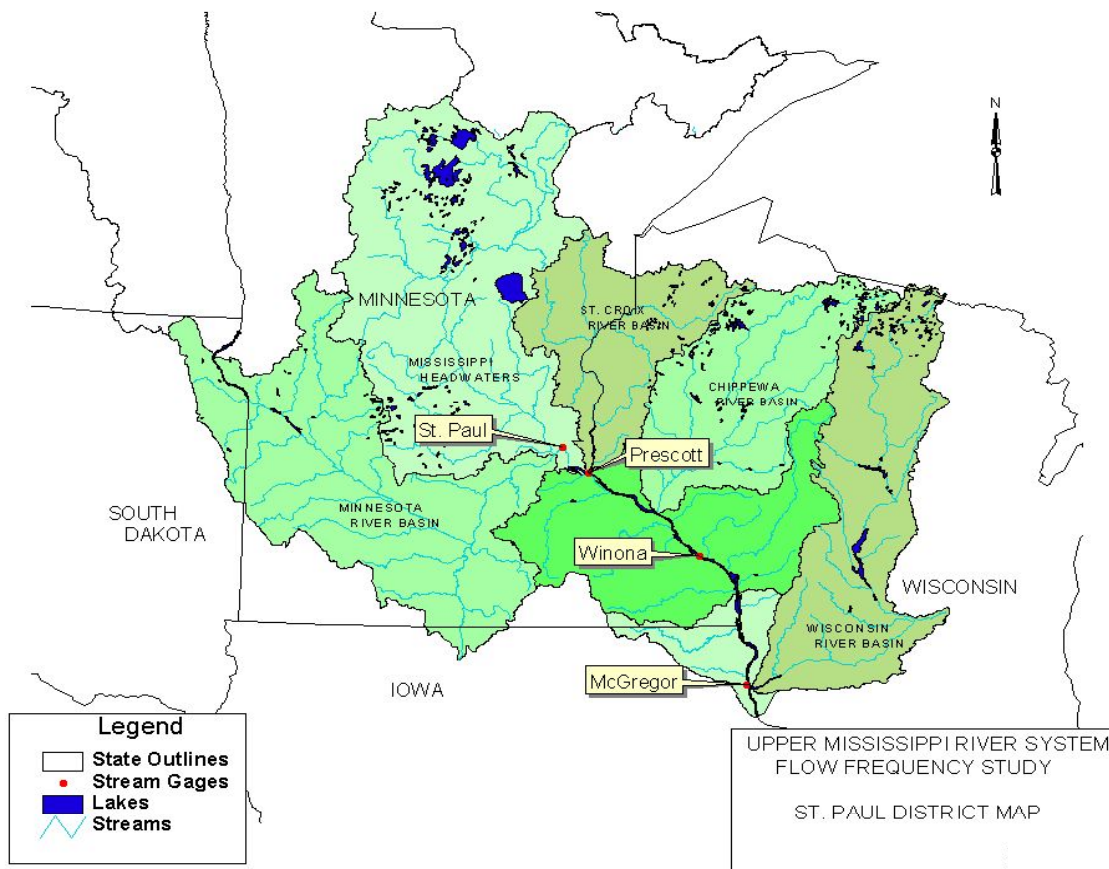 N
MINNESOTA
ST. CROIX
RIVER BASIN
MISSISSIPPI
HEADWATERS
CHIPPEWA
RIVER BASIN
St. Paul
Prescott
MINNESOTA
RIVER BASIN
SOUTH
DAKOTA
Winona
WISCONSIN
WISCONSIN
RIVER BASIN
McGregor
IOWA
Legend
State Outlines
Stream Gages
Lakes
Streams
UPPER MISSISSIPPI RIVER SYSTEM
FLOW FREQUENCY STUDY
ST. PAUL DISTRICT MAP